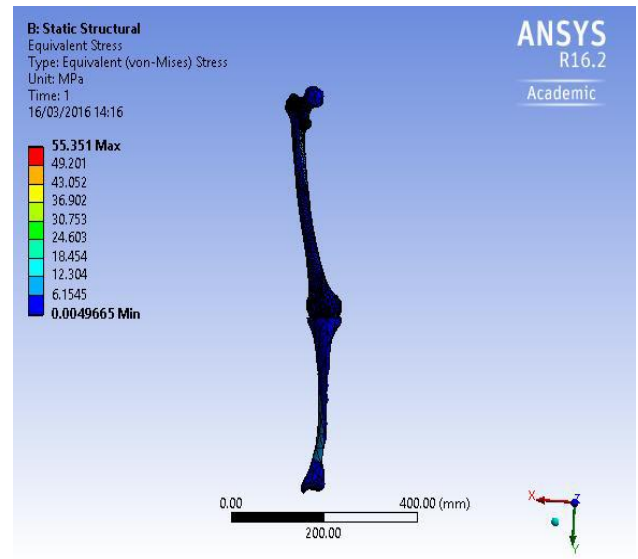 B: Static Structural
Equivalent Stress
Type: Equivalent (von-Mises) Stress
Unit: MPa
Time: 1
16/03/2016 14:16
ANSYS
R16.2
Academic
55.351 Max
49.201
43.052
36.902
30.753
24.603
18.454
12.304
6.1545
0.0049665 Min
0.00
400.00 (mm)
200.00
X
Z
Y